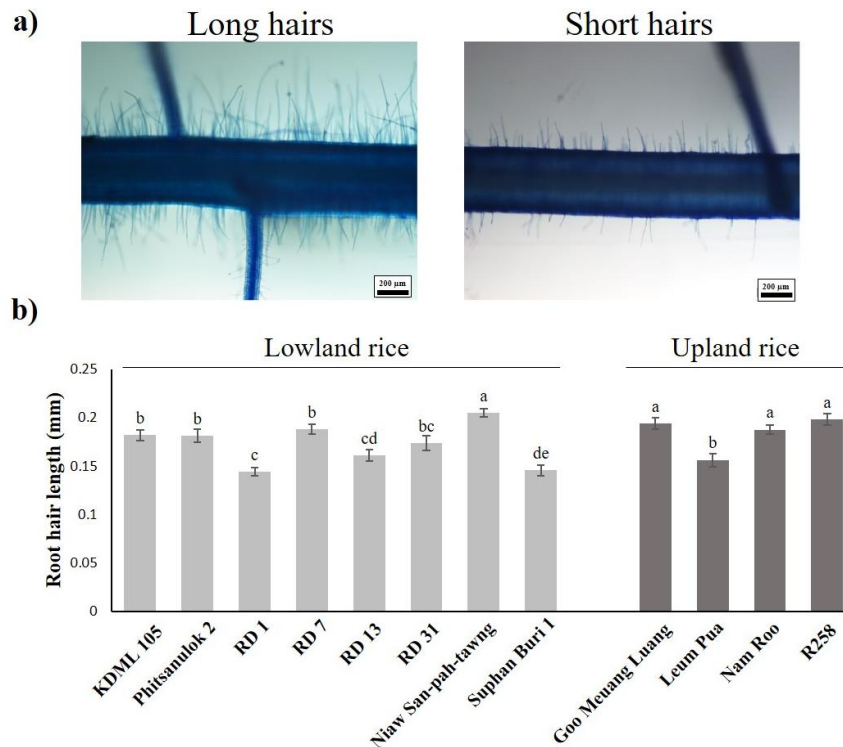 a)
Long hairs
Short hairs
200 µm
200 µm
b)
Lowland rice
Upland rice
Root hair length (mm)
0.25
0.2
0.15
0.1
0.05
0
b
b
c
b
cd
bc
a
de
a
b
a
a
KDML 105
Phitsanulok 2
RD 1
RD 7
RD 13
RD 31
Niaw San-pah-tawng
Suphan Buri 1
Goo Meuang Luang
Leum Pua
Nam Roo
R258